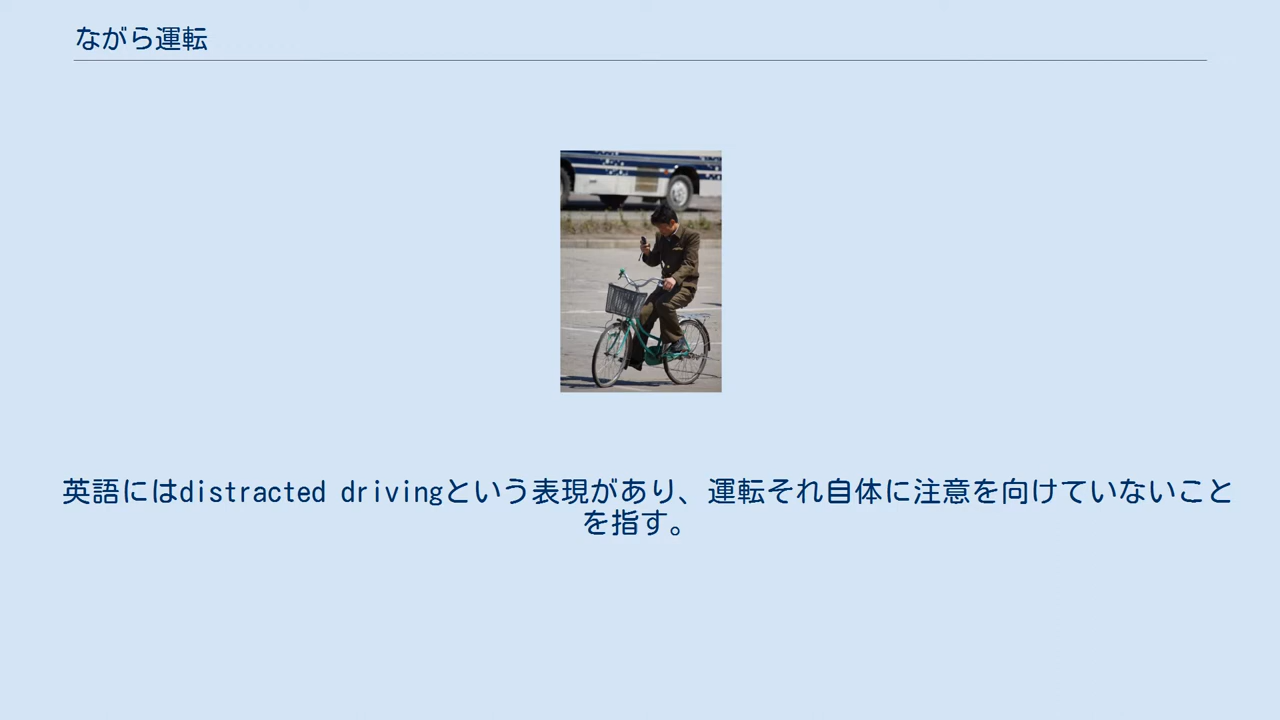 ながら運転
英語にはdistracted drivingという表現があり、運転それ自体に注意を向けていないこと
を指す。